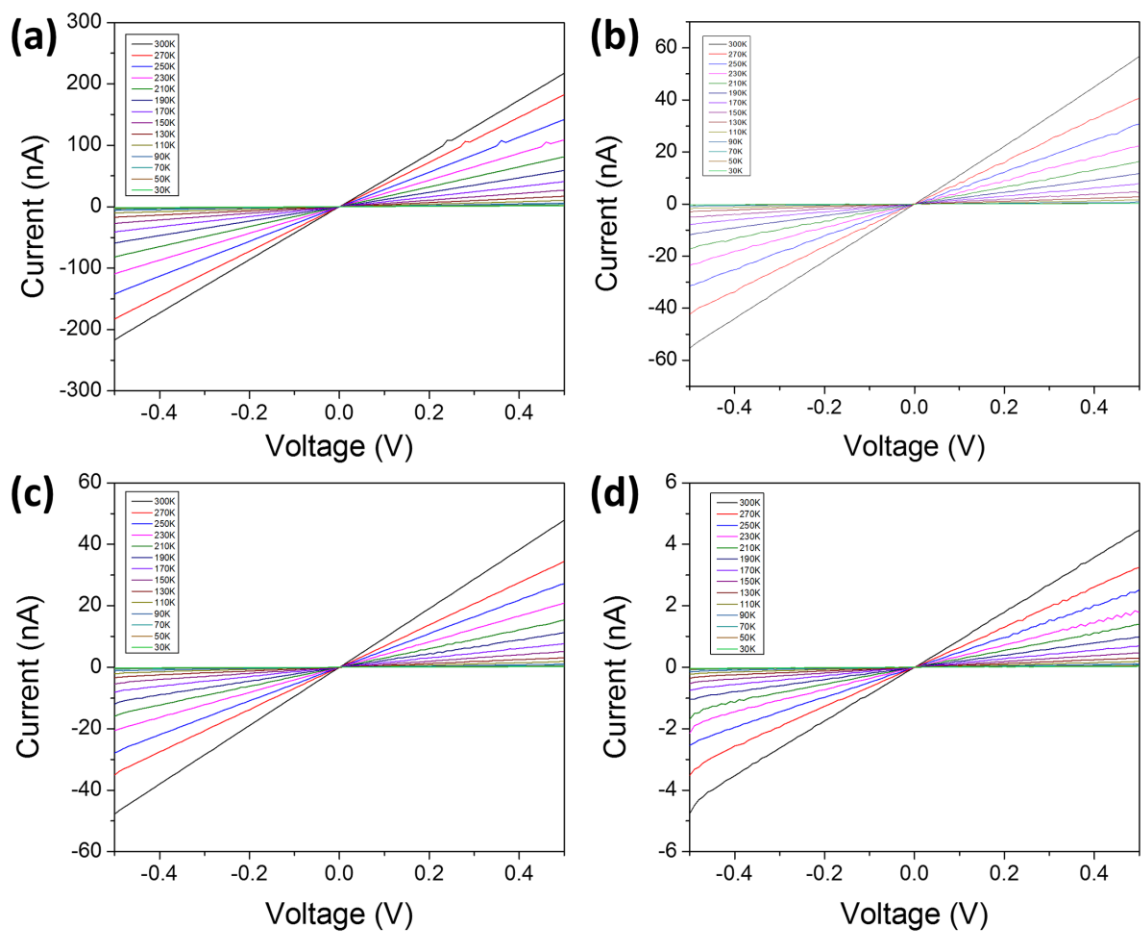 (a)
300
200
100
0
-100
-200
-300
Current (nA)
300K
270K
250K
230K
210K
190K
170K
150K
130K
110K
90K
70K
50K
30K
-0.4 -0.2 0.0 0.2 0.4
Voltage (V)
(b)
60
40
20
0
-20
-40
-60
Current (nA)
300K
270K
250K
230K
210K
190K
170K
150K
130K
110K
90K
70K
50K
30K
-0.4 -0.2 0.0 0.2 0.4
Voltage (V)
(c)
60
40
20
0
-20
-40
-60
Current (nA)
300K
270K
250K
230K
210K
190K
170K
150K
130K
110K
90K
70K
50K
30K
-0.4 -0.2 0.0 0.2 0.4
Voltage (V)
(d)
6
4
2
0
-2
-4
-6
Current (nA)
300K
270K
250K
230K
210K
190K
170K
150K
130K
110K
90K
70K
50K
30K
-0.4 -0.2 0.0 0.2 0.4
Voltage (V)